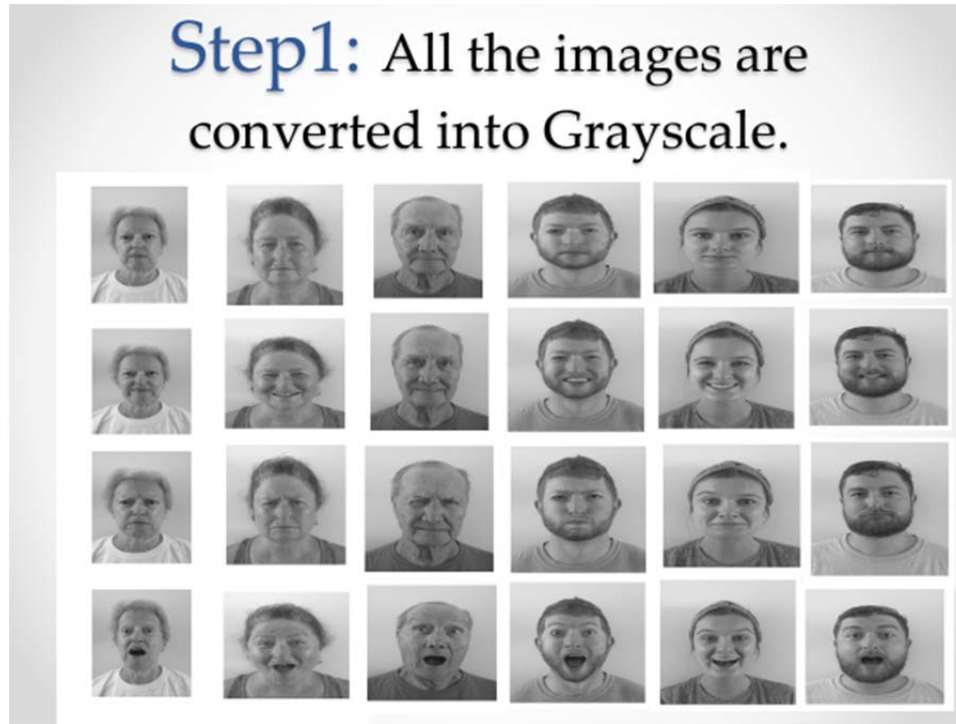 Step1: All the images are
converted into Grayscale.